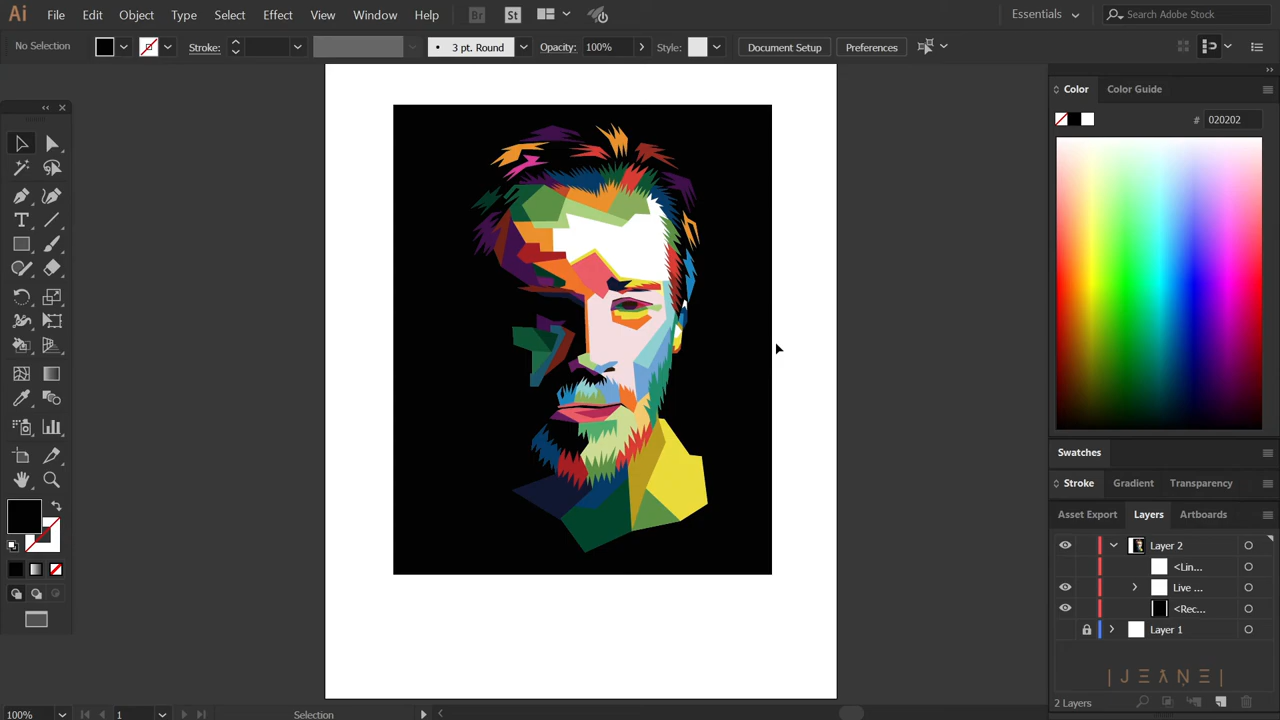 Ai File Edit Object Type Select Effect View Window Help Br St Essentials Search Adobe Stock
No Selection Stroke: 3 pt. Round Opacity: 100% Style: Document Setup Preferences
Color Color Guide
# 020202
Swatches
Stroke Gradient Transparency
Asset Export Layers Artboards
Layer 2
<Lin...
Live ...
<Rec...
Layer 1
| J Ξ Λ Ņ Ξ |
2 Layers
100% 1 Selection